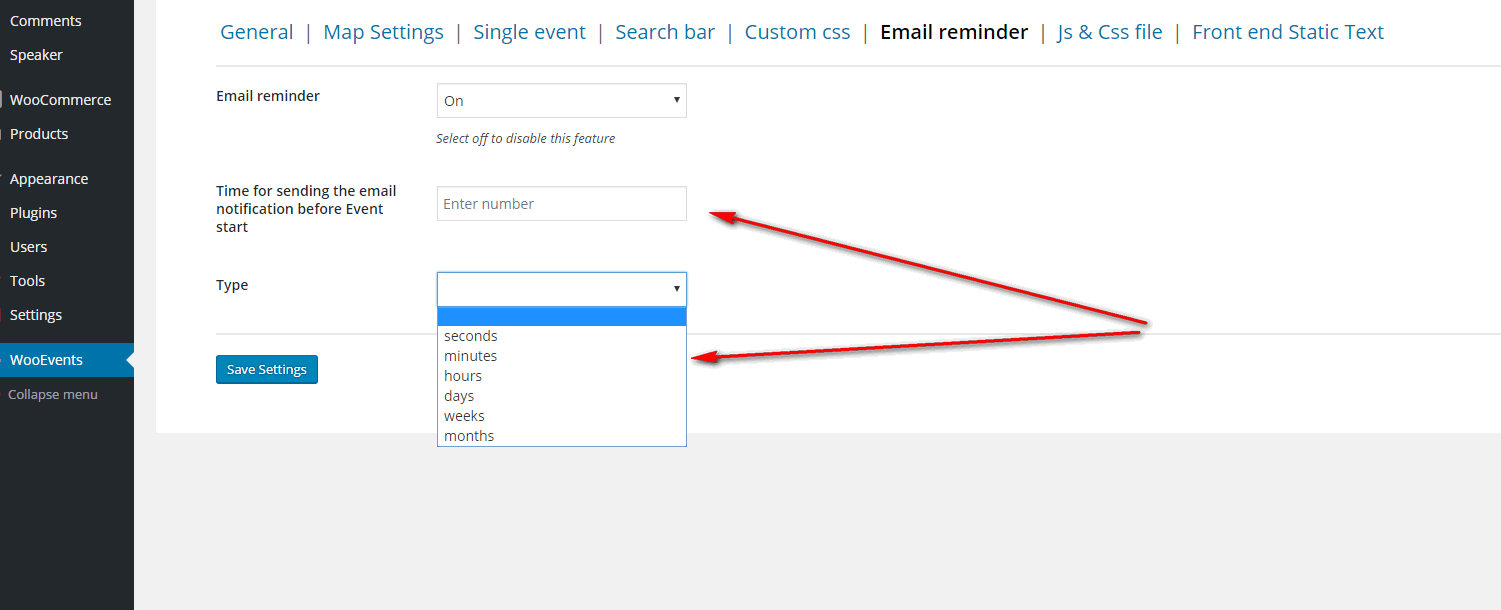 Comments
Speaker
WooCommerce
Products
Appearance
Plugins
Users
Tools
Settings
WooEvents
Collapse menu
General | Map Settings | Single event | Search bar | Custom css | Email reminder | Js & Css file | Front end Static Text
Email reminder
On
Select off to disable this feature
Time for sending the email
notification before Event
start
Enter number
Type
seconds
minutes
hours
days
weeks
months
Save Settings